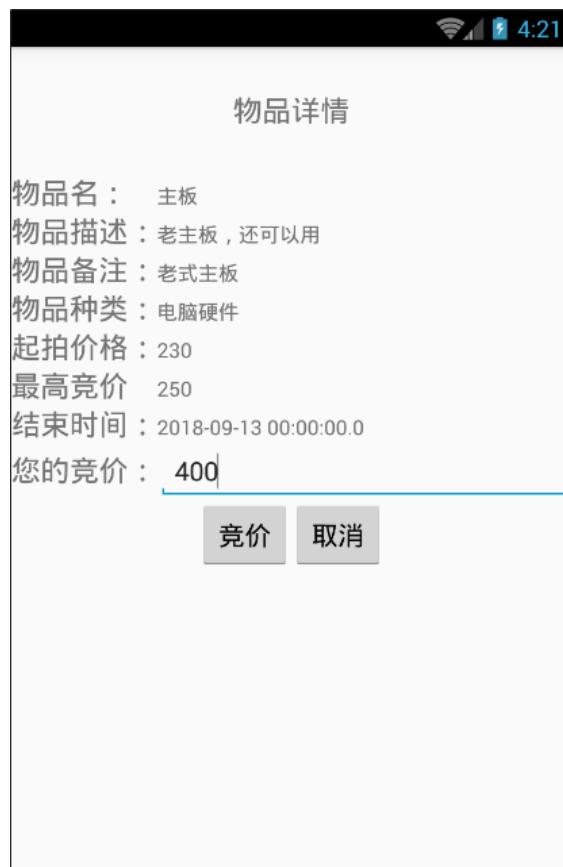 4:21
物品详情
物品名： 主板
物品描述：老主板，还可以用
物品备注：老式主板
物品种类：电脑硬件
起拍价格：230
最高竞价 250
结束时间：2018-09-13 00:00:00.0
您的竞价： 400
竞价 取消